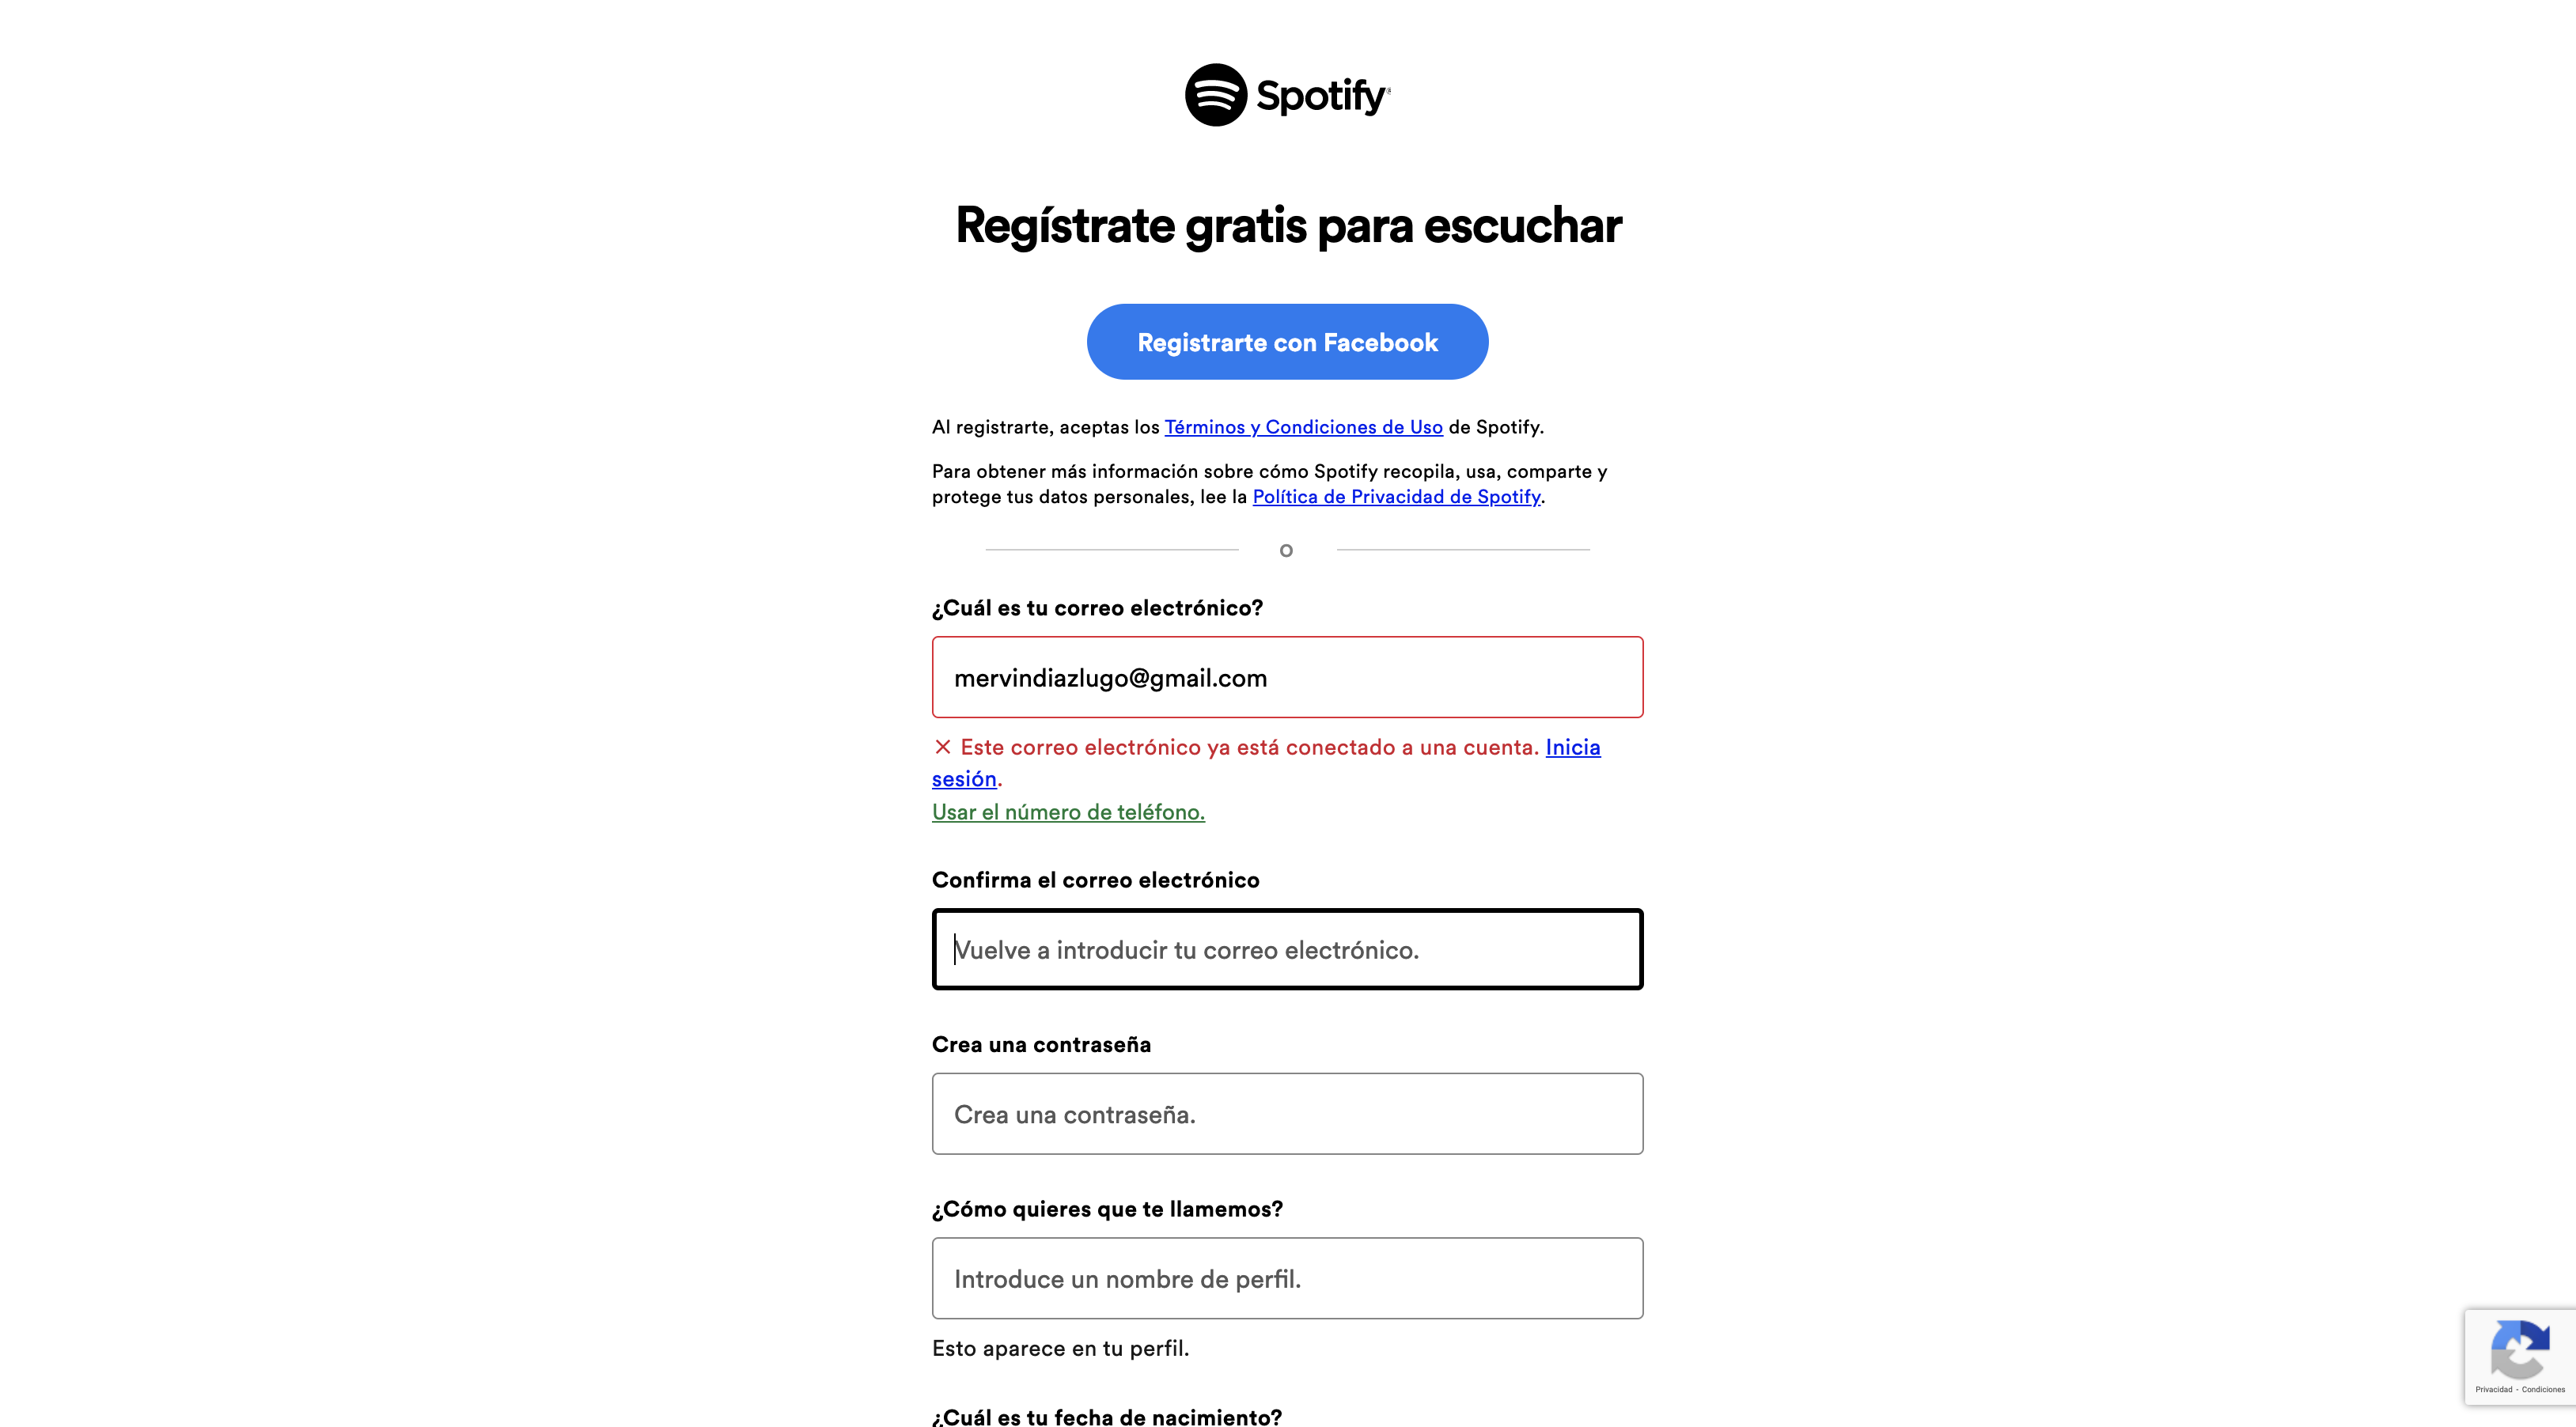 Spotify®
Regístrate gratis para escuchar
Registrarte con Facebook
Al registrarte, aceptas los Términos y Condiciones de Uso de Spotify.
Para obtener más información sobre cómo Spotify recopila, usa, comparte y
protege tus datos personales, lee la Política de Privacidad de Spotify.
o
¿Cuál es tu correo electrónico?
mervindiazlugo@gmail.com
Este correo electrónico ya está conectado a una cuenta. Inicia
sesión.
Usar el número de teléfono.
Confirma el correo electrónico
Vuelve a introducir tu correo electrónico.
Crea una contraseña
Crea una contraseña.
¿Cómo quieres que te llamemos?
Introduce un nombre de perfil.
Esto aparece en tu perfil.
Privacidad - Condiciones
¿Cuál es tu fecha de nacimiento?